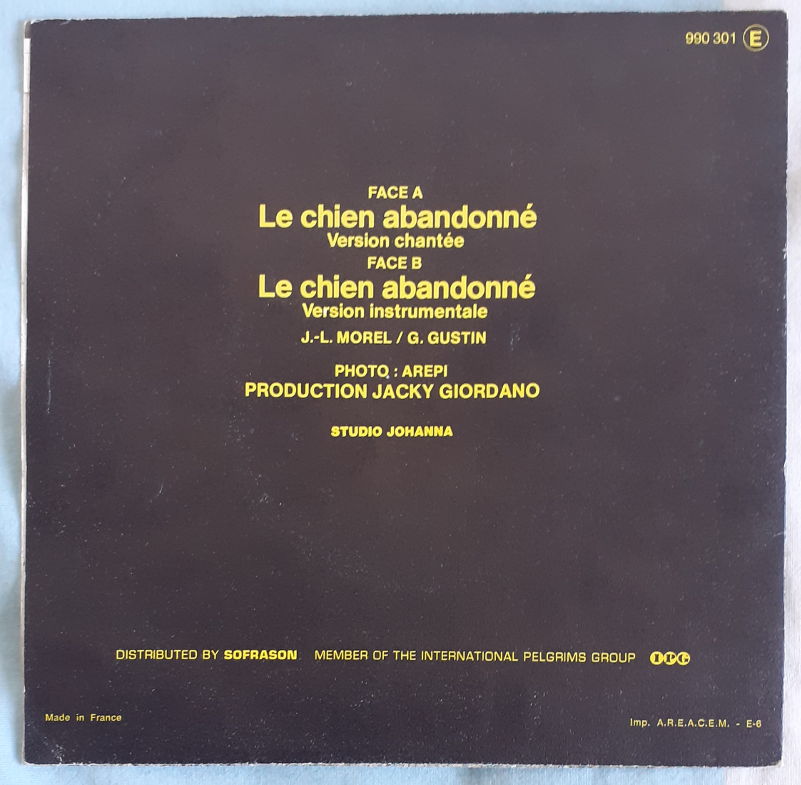 990 301 E
FACE A
Le chien abandonné
Version chantée
FACE B
Le chien abandonné
Version instrumentale
J.-L. MOREL / G. GUSTIN
PHOTO : AREPI
PRODUCTION JACKY GIORDANO
STUDIO JOHANNA
DISTRIBUTED BY SOFRASON MEMBER OF THE INTERNATIONAL PELGRIMS GROUP IPG
Made in France
Imp. A.R.E.A.C.E.M. - E-6